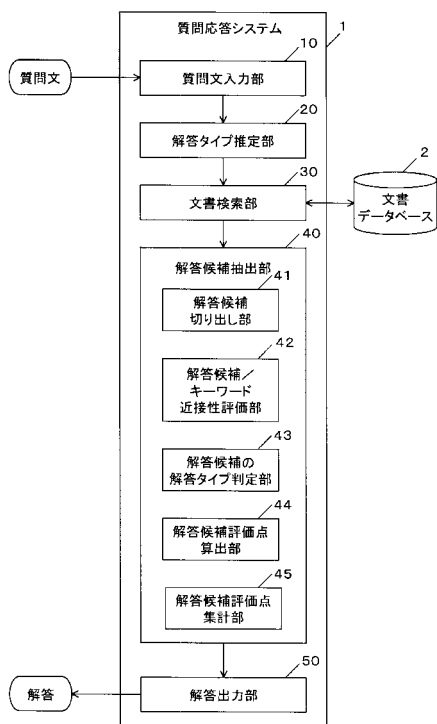 質問応答システム
1
質問文
10
質問文入力部
20
解答タイプ推定部
30
文書検索部
2
文書
データベース
40
解答候補抽出部
41
解答候補
切り出し部
42
解答候補／
キーワード
近接性評価部
43
解答候補の
解答タイプ判定部
44
解答候補評価点
算出部
45
解答候補評価点
集計部
50
解答出力部
解答